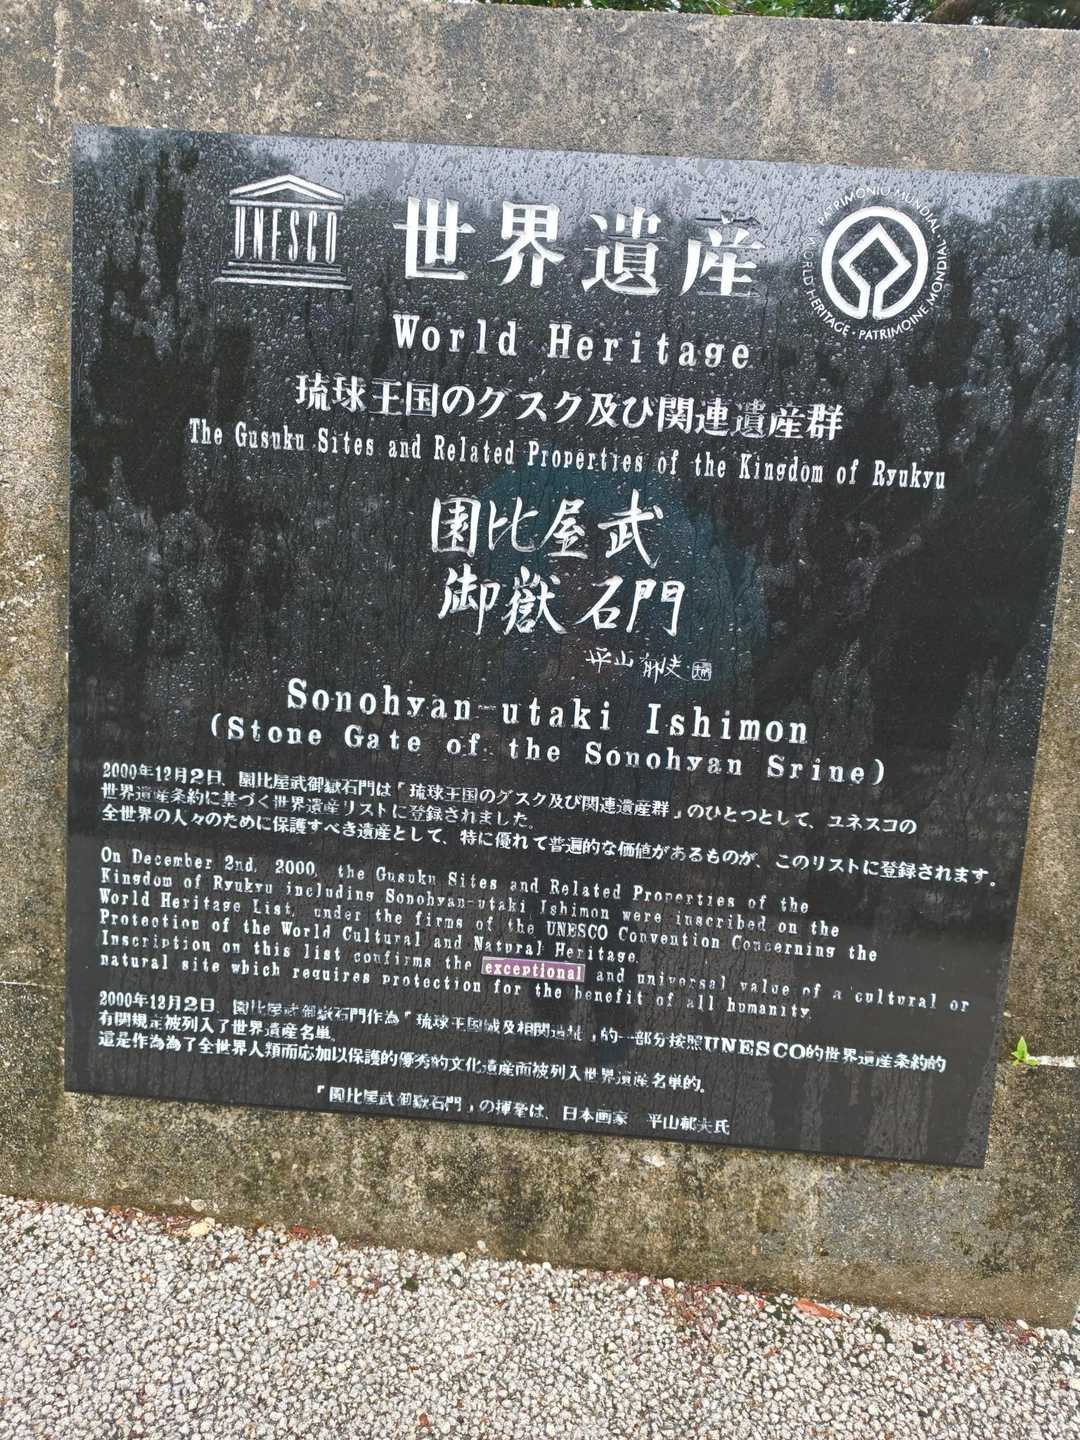 UNESCO
世界遺産
PATRIMONIO MUNDIAL · WORLD HERITAGE · PATRIMOINE MONDIAL ·
World Heritage
琉球王国のグスク及び関連遺産群
The Gusuku Sites and Related Properties of the Kingdom of Ryukyu
園比屋武
御嶽石門
平山郁夫
Sonohyan-utaki Ishimon
(Stone Gate of the Sonohyan Srine)
2000年12月2日、園比屋武御嶽石門は「琉球王国のグスク及び関連遺産群」のひとつとして、ユネスコの
世界遺産条約に基づく世界遺産リストに登録されました。
全世界の人々のために保護すべき遺産として、特に優れて普遍的な価値があるものが、このリストに登録されます。
On December 2nd, 2000, the Gusuku Sites and Related Properties of the
Kingdom of Ryukyu including Sonohyan-utaki Ishimon were inscribed on the
World Heritage List, under the firms of the UNESCO Convention Concerning the
Protection of the World Cultural and Natural Heritage.
Inscription on this list confirms the exceptional and universal value of a cultural or
natural site which requires protection for the benefit of all humanity.
2000年12月2日、園比屋武御嶽石門作為「琉球王国城及相関遺址」的一部分按照UNESCO的世界遺産条約的
有関規定被列入了世界遺産名単。
這是作為為了全世界人類而応加以保護的優秀的文化遺産而被列入世界遺産名単的。
「園比屋武御嶽石門」の揮毫は、日本画家 平山郁夫氏